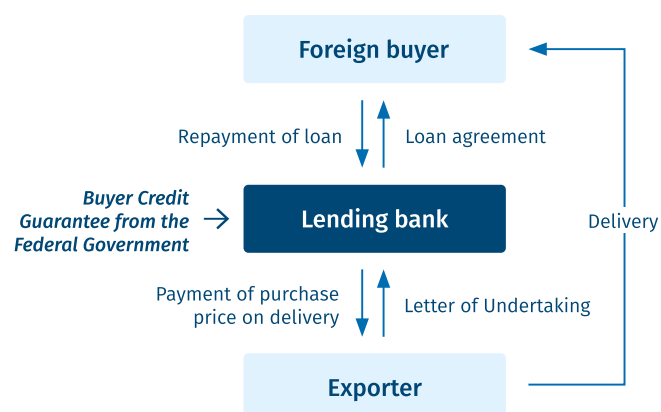 Foreign buyer
Repayment of loan
Loan agreement
Buyer Credit
Guarantee from the
Federal Government
Lending bank
Delivery
Payment of purchase
price on delivery
Letter of Undertaking
Exporter